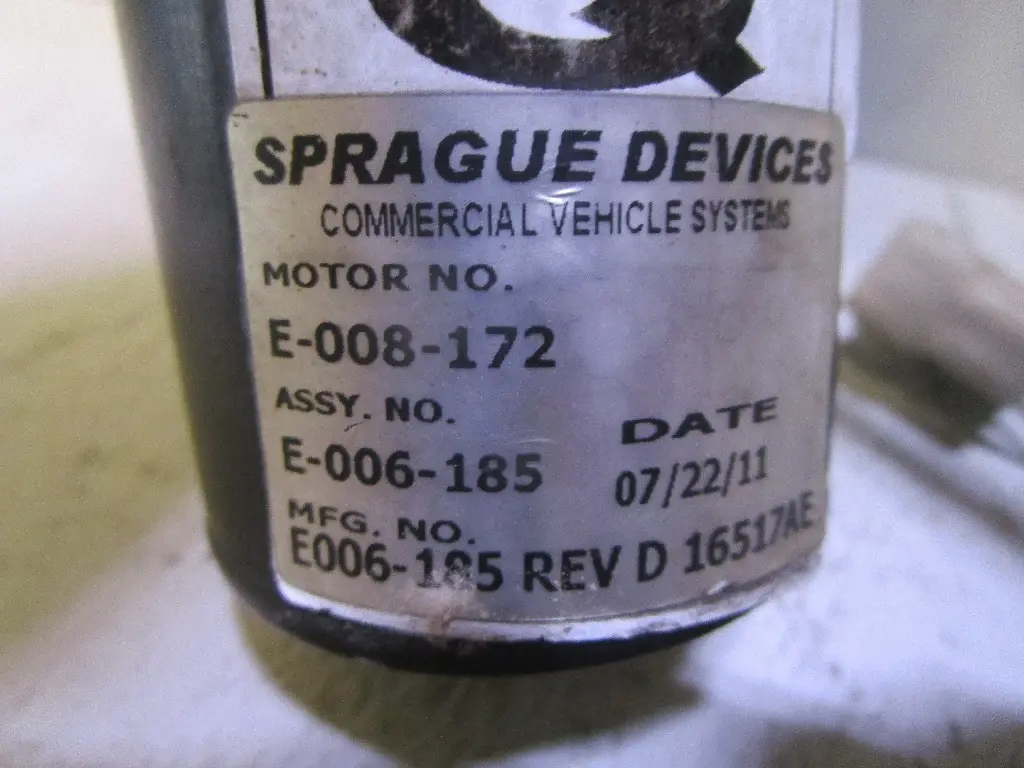 SPRAGUE DEVICES
COMMERCIAL VEHICLE SYSTEMS
MOTOR NO.
E-008-172
ASSY. NO.
DATE
E-006-185
07/22/11
MFG. NO.
E006-185 REV D 16517AE